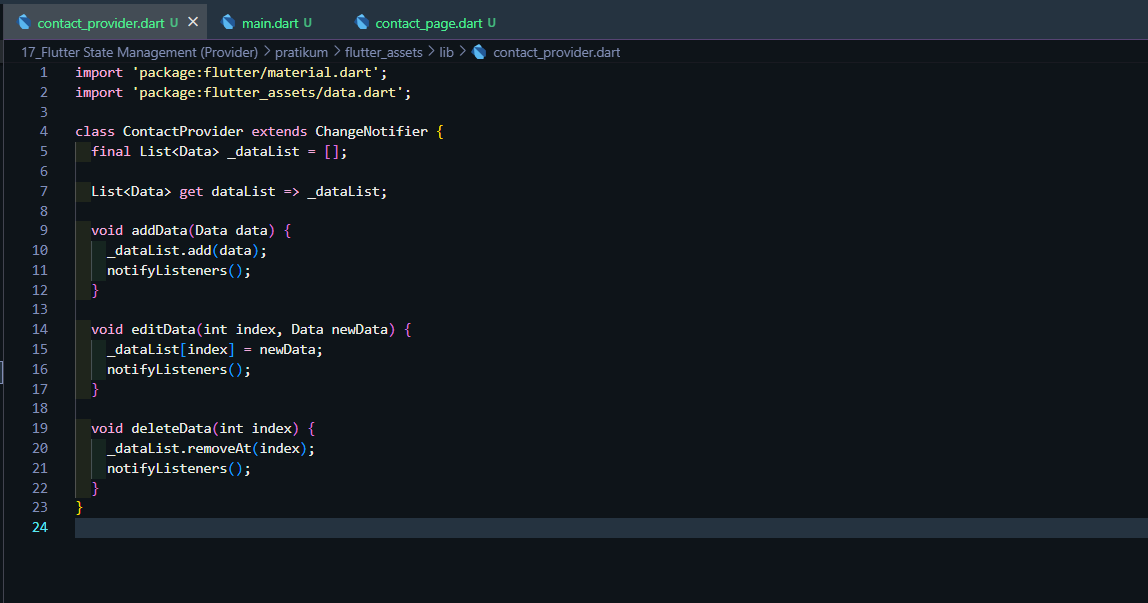 contact_provider.dart U × main.dart U contact_page.dart U
17_Flutter State Management (Provider) > pratikum > flutter_assets > lib > contact_provider.dart
1 import 'package:flutter/material.dart';
2 import 'package:flutter_assets/data.dart';
3
4 class ContactProvider extends ChangeNotifier {
5 final List<Data> _dataList = [];
6
7 List<Data> get dataList => _dataList;
8
9 void addData(Data data) {
10 _dataList.add(data);
11 notifyListeners();
12 }
13
14 void editData(int index, Data newData) {
15 _dataList[index] = newData;
16 notifyListeners();
17 }
18
19 void deleteData(int index) {
20 _dataList.removeAt(index);
21 notifyListeners();
22 }
23 }
24